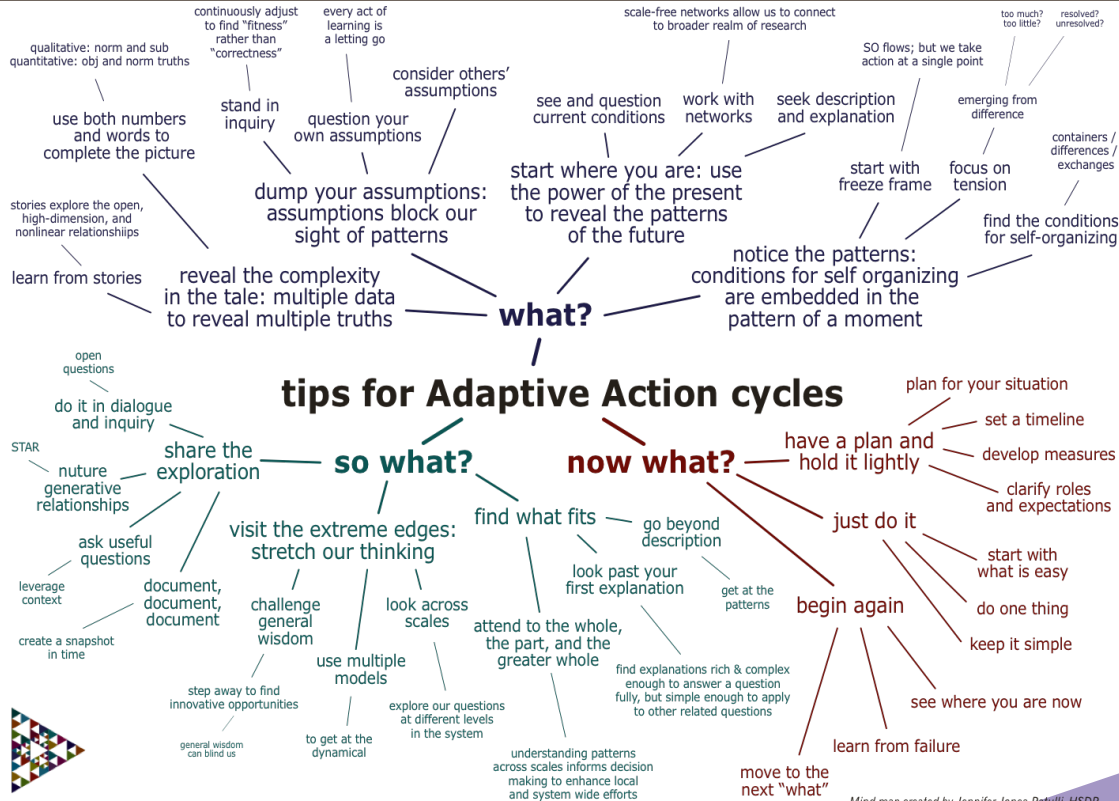 continuously adjust
to find “fitness”
rather than
“correctness”
every act of
learning is
a letting go
scale-free networks allow us to connect
to broader realm of research
too much?
too little?
resolved?
unresolved?
qualitative: norm and sub
quantitative: obj and norm truths
SO flows; but we take
action at a single point
consider others’
assumptions
use both numbers
and words to
complete the picture
stand in
inquiry
question your
own assumptions
see and question
current conditions
work with
networks
seek description
and explanation
emerging from
difference
containers /
differences /
exchanges
start with
freeze frame
focus on
tension
find the conditions
for self-organizing
dump your assumptions:
assumptions block our
sight of patterns
start where you are: use
the power of the present
to reveal the patterns
of the future
stories explore the open,
high-dimension, and
nonlinear relationshiips
learn from stories
reveal the complexity
in the tale: multiple data
to reveal multiple truths
notice the patterns:
conditions for self organizing
are embedded in the
pattern of a moment
what?
tips for Adaptive Action cycles
so what?
now what?
open
questions
do it in dialogue
and inquiry
share the
exploration
STAR
nuture
generative
relationships
ask useful
questions
leverage
context
document,
document,
document
create a snapshot
in time
visit the extreme edges:
stretch our thinking
challenge
general
wisdom
step away to find
innovative opportunities
general wisdom
can blind us
use multiple
models
to get at the
dynamical
look across
scales
explore our questions
at different levels
in the system
find what fits
go beyond
description
get at the
patterns
look past your
first explanation
find explanations rich & complex
enough to answer a question
fully, but simple enough to apply
to other related questions
attend to the whole,
the part, and the
greater whole
understanding patterns
across scales informs decision
making to enhance local
and system wide efforts
have a plan and
hold it lightly
plan for your situation
set a timeline
develop measures
clarify roles
and expectations
just do it
start with
what is easy
do one thing
keep it simple
begin again
see where you are now
learn from failure
move to the
next “what”
Mind map created by Jennifer Jones-Patulli, HSDP